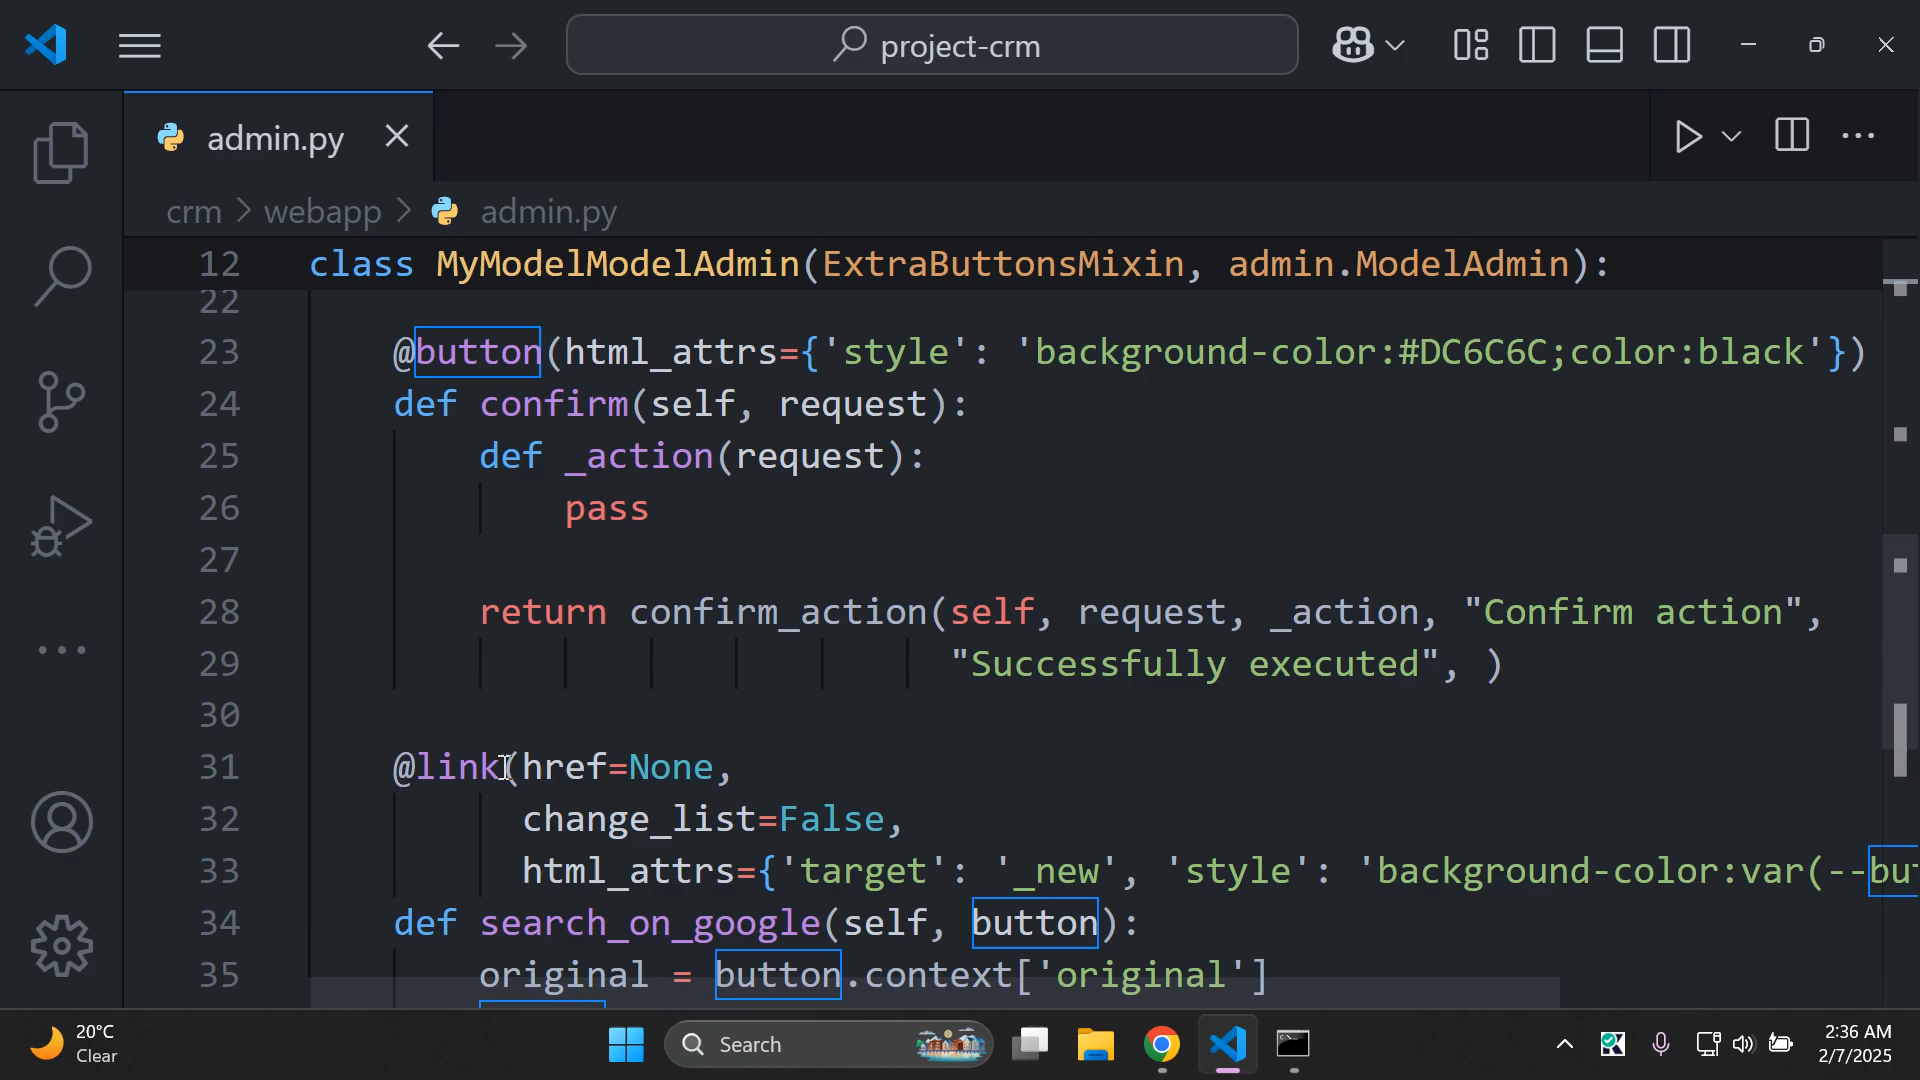 project-crm
admin.py
crm > webapp > admin.py
12 class MyModelModelAdmin(ExtraButtonsMixin, admin.ModelAdmin):
22
23 @button(html_attrs={'style': 'background-color:#DC6C6C;color:black'})
24 def confirm(self, request):
25 def _action(request):
26 pass
27
28 return confirm_action(self, request, _action, "Confirm action",
29 "Successfully executed", )
30
31 @link(href=None,
32 change_list=False,
33 html_attrs={'target': '_new', 'style': 'background-color:var(--but
34 def search_on_google(self, button):
35 original = button.context['original']
20°C
Clear
Search
2:36 AM
2/7/2025